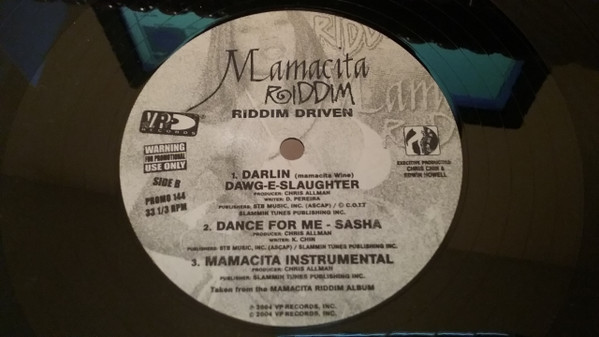 Mamacita
RIDDIM
RIDDIM DRIVEN
VP
RECORDS
WARNING
FOR PROMOTIONAL
USE ONLY
SIDE B
PROMO 144
33 1/3 RPM
EXECUTIVE PRODUCTION
CHRIS CHIN &
EDWIN HOWELL
1. DARLIN (mamacita Wine)
DAWG-E-SLAUGHTER
PRODUCER: CHRIS ALLMAN
WRITER: D. PEREIRA
PUBLISHERS: STB MUSIC, INC. (ASCAP) / © C.O.T.T
SLAMMIN TUNES PUBLISHING INC.
2. DANCE FOR ME - SASHA
PRODUCER: CHRIS ALLMAN
WRITER: K. CHIN
PUBLISHERS: STB MUSIC, INC. (ASCAP) / SLAMMIN TUNES PUBLISHING INC.
3. MAMACITA INSTRUMENTAL
PRODUCER: CHRIS ALLMAN
PUBLISHER: SLAMMIN TUNES PUBLISHING INC.
Taken from the MAMACITA RIDDIM ALBUM
℗ 2004 VP RECORDS, INC.
© 2004 VP RECORDS, INC.